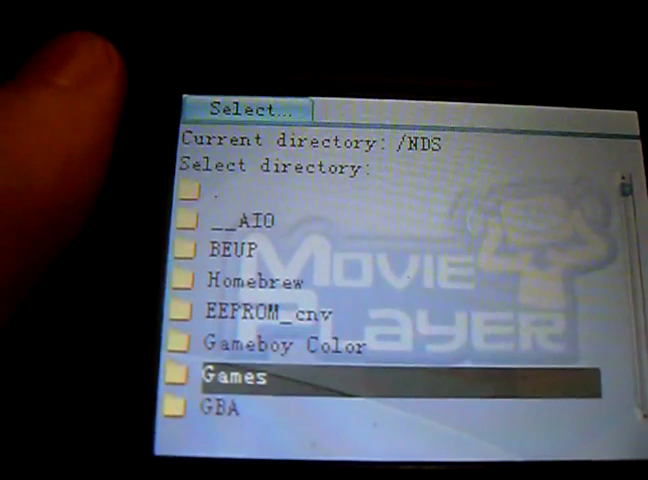 Select...
Current directory: /NDS
Select directory:
.
__AIO
BEUP
Homebrew
EEPROM_cnv
Gameboy Color
Games
GBA
MOVIE
PLAYER